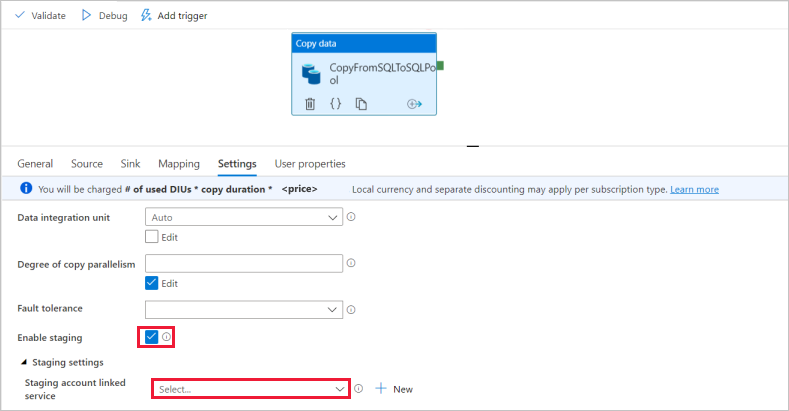 Validate Debug Add trigger
Copy data
CopyFromSQLToSQLPo
ol
{}
General Source Sink Mapping Settings User properties
You will be charged # of used DIUs * copy duration * <price> Local currency and separate discounting may apply per subscription type. Learn more
Data integration unit Auto
Edit
Degree of copy parallelism
Edit
Fault tolerance
Enable staging
Staging settings
Staging account linked
service
Select... New